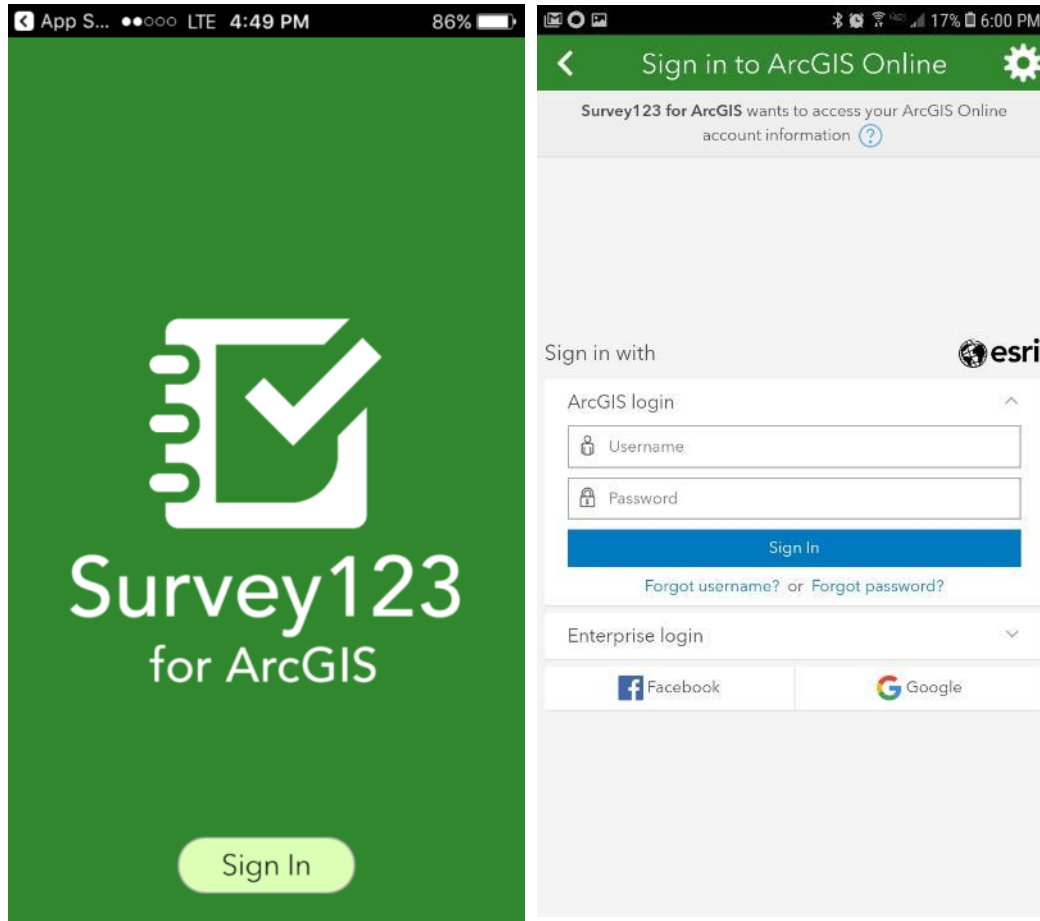 App S... LTE 4:49 PM 86%
Survey123
for ArcGIS
Sign In
17% 6:00 PM
Sign in to ArcGIS Online
Survey123 for ArcGIS wants to access your ArcGIS Online
account information ?
Sign in with esri
ArcGIS login
Username
Password
Sign In
Forgot username? or Forgot password?
Enterprise login
Facebook Google